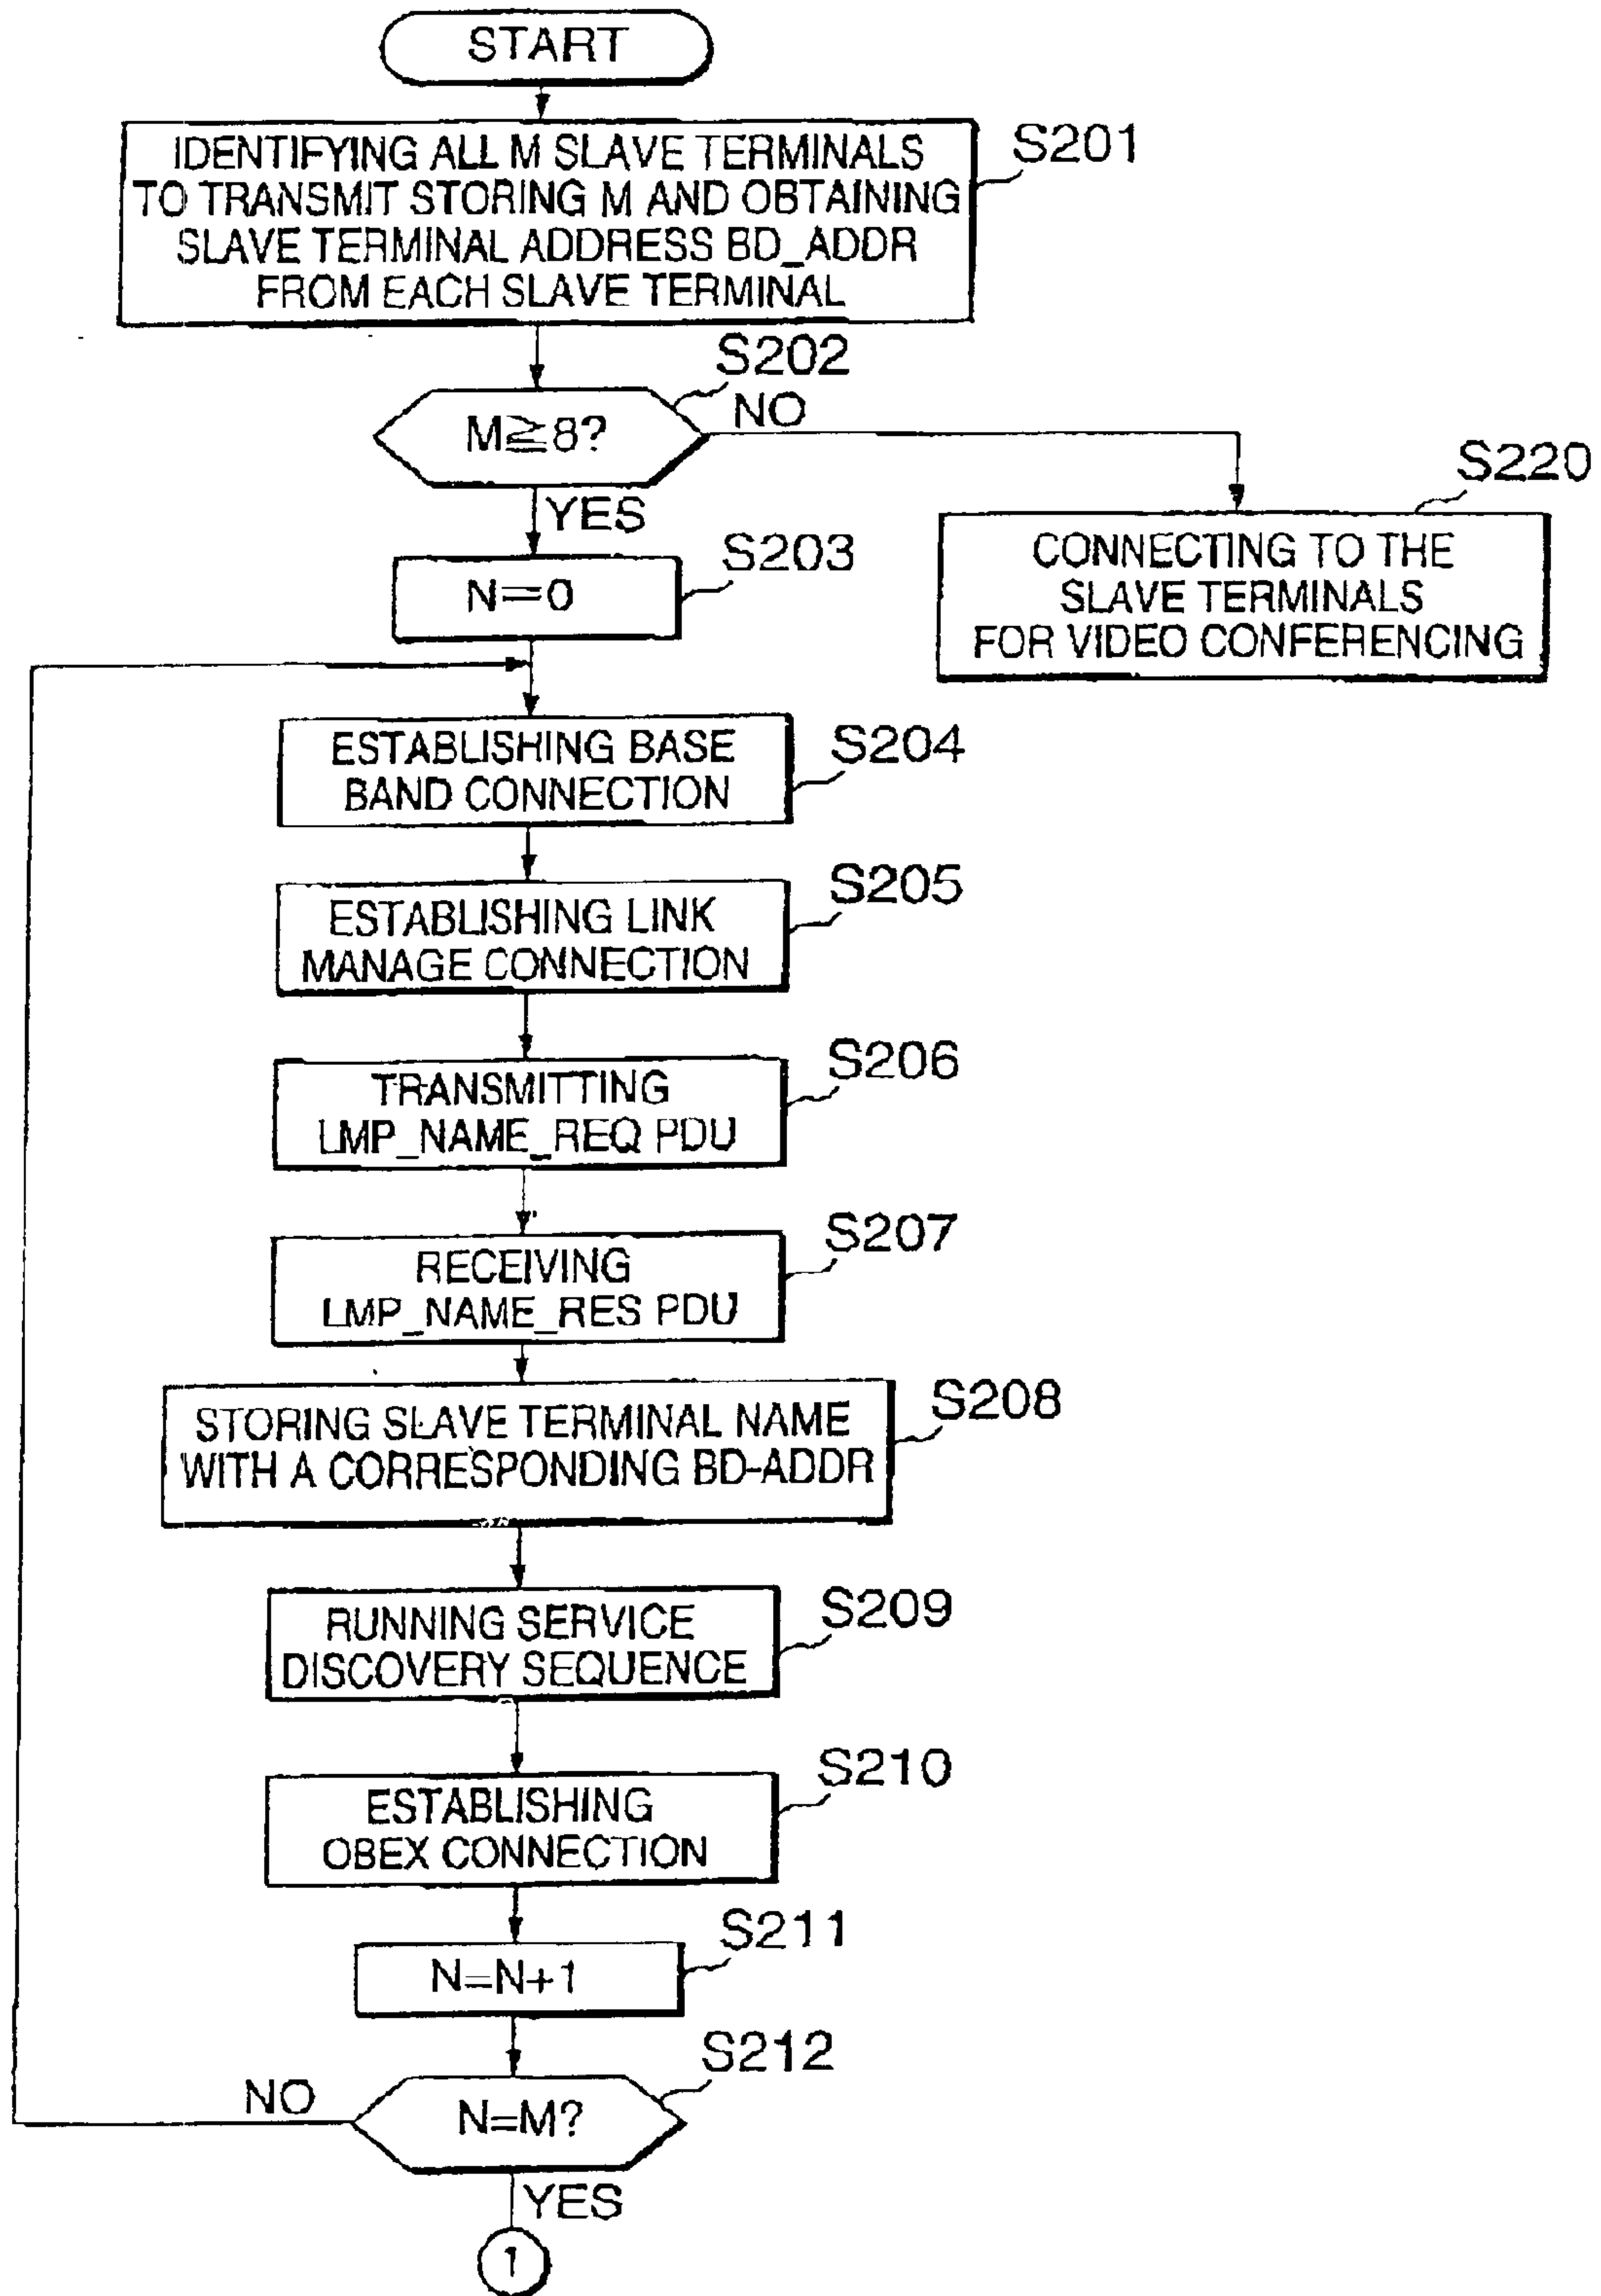 START
IDENTIFYING ALL M SLAVE TERMINALS
TO TRANSMIT STORING M AND OBTAINING
SLAVE TERMINAL ADDRESS BD_ADDR
FROM EACH SLAVE TERMINAL
S201
M≧8?
S202
NO
YES
S220
CONNECTING TO THE
SLAVE TERMINALS
FOR VIDEO CONFERENCING
N=0
S203
ESTABLISHING BASE
BAND CONNECTION
S204
ESTABLISHING LINK
MANAGE CONNECTION
S205
TRANSMITTING
LMP_NAME_REQ PDU
S206
RECEIVING
LMP_NAME_RES PDU
S207
STORING SLAVE TERMINAL NAME
WITH A CORRESPONDING BD-ADDR
S208
RUNNING SERVICE
DISCOVERY SEQUENCE
S209
ESTABLISHING
OBEX CONNECTION
S210
N=N+1
S211
N=M?
S212
NO
YES
1